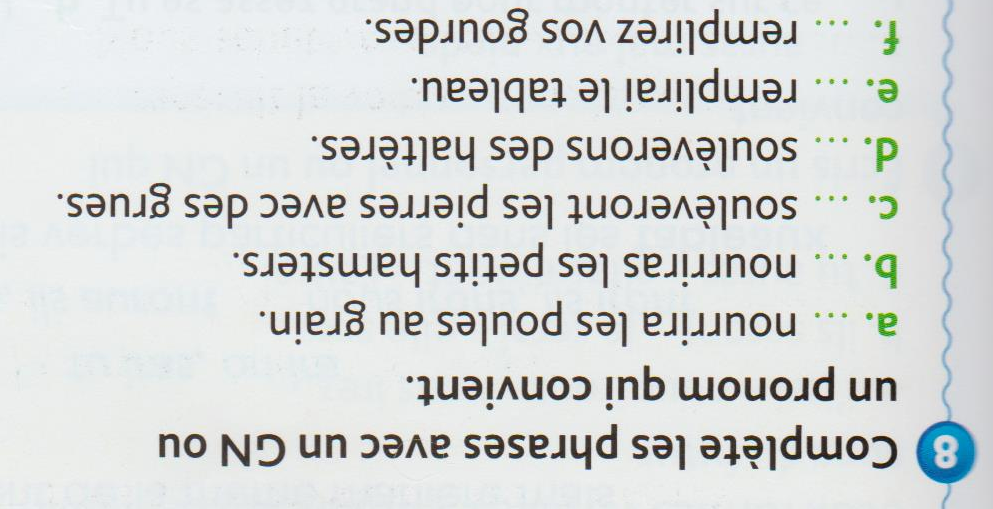 8 Complète les phrases avec un GN ou
un pronom qui convient.
a. ... nourrira les poules au grain.
b. ... nourriras les petits hamsters.
c. ... soulèveront les pierres avec des grues.
d. ... soulèverons des haltères.
e. ... remplirai le tableau.
f. ... remplirez vos gourdes.